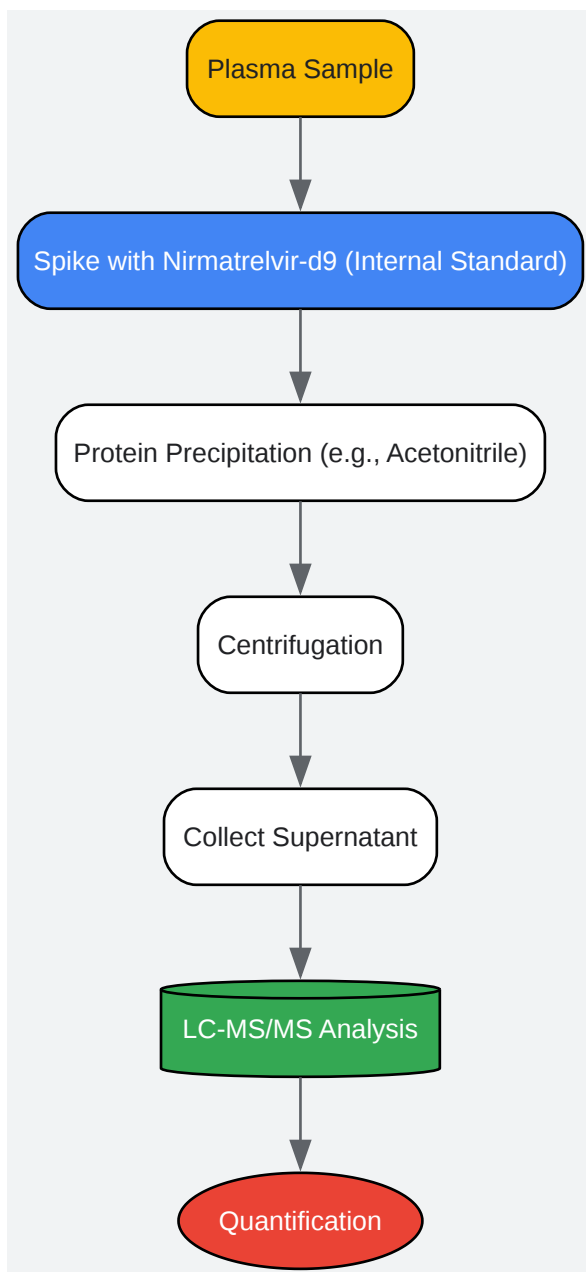 Plasma Sample
Spike with Nirmatrelvir-d9 (Internal Standard)
Protein Precipitation (e.g., Acetonitrile)
Centrifugation
Collect Supernatant
LC-MS/MS Analysis
Quantification